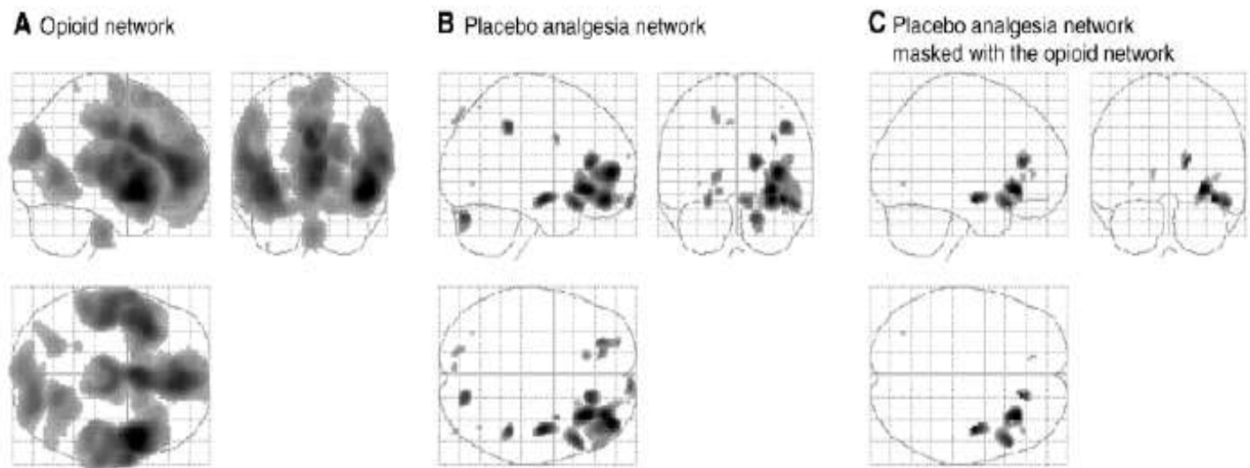 A Opioid network
B Placebo analgesia network
C Placebo analgesia network
masked with the opioid network